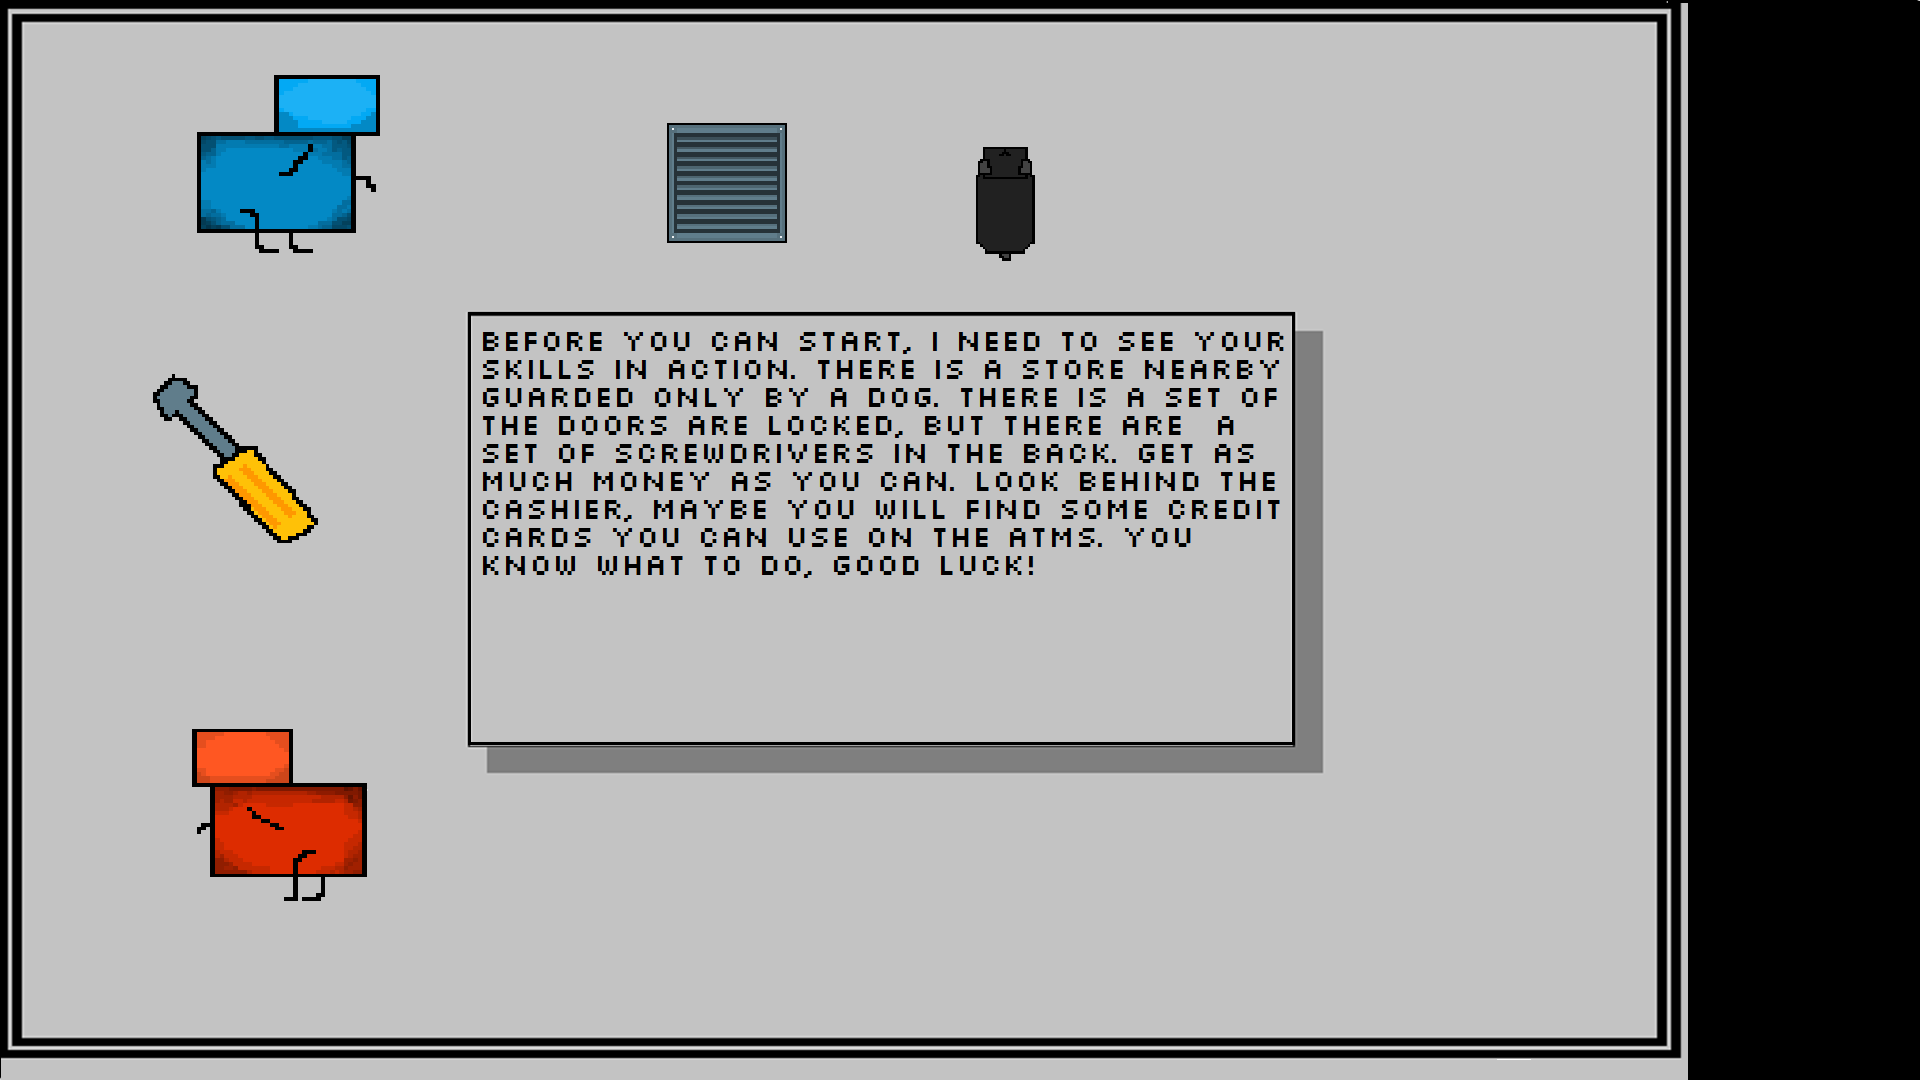 BEFORE YOU CAN START, I NEED TO SEE YOUR
SKILLS IN ACTION. THERE IS A STORE NEARBY
GUARDED ONLY BY A DOG. THERE IS A SET OF
THE DOORS ARE LOCKED, BUT THERE ARE  A
SET OF SCREWDRIVERS IN THE BACK. GET AS
MUCH MONEY AS YOU CAN. LOOK BEHIND THE
CASHIER, MAYBE YOU WILL FIND SOME CREDIT
CARDS YOU CAN USE ON THE ATMS. YOU
KNOW WHAT TO DO, GOOD LUCK!